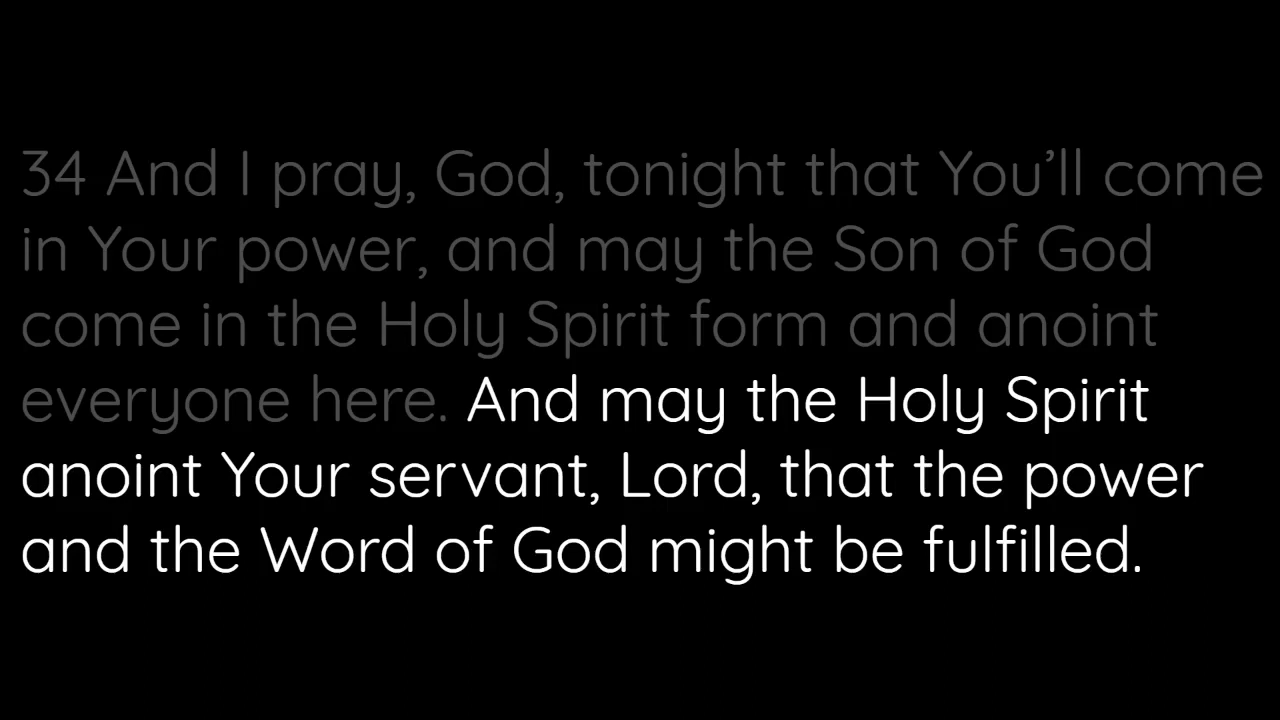 34 And I pray, God, tonight that You’ll come
in Your power, and may the Son of God
come in the Holy Spirit form and anoint
everyone here. And may the Holy Spirit
anoint Your servant, Lord, that the power
and the Word of God might be fulfilled.